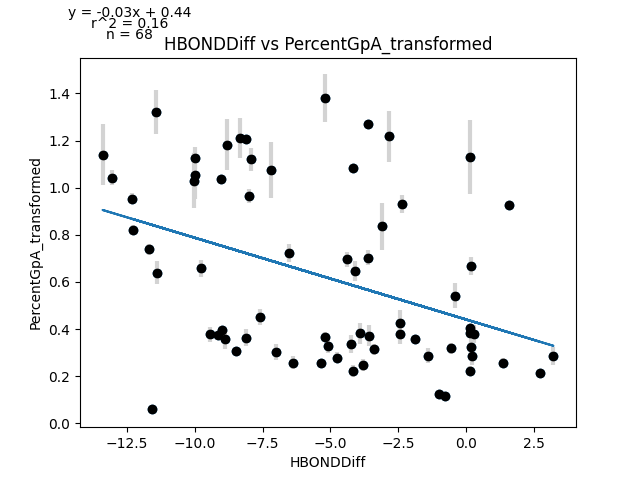 y = -0.03x + 0.44
r^2 = 0.16
n = 68
HBONDDiff vs PercentGpA_transformed
PercentGpA_transformed
1.4
1.2
1.0
0.8
0.6
0.4
0.2
0.0
−12.5 −10.0 −7.5 −5.0 −2.5 0.0 2.5
HBONDDiff